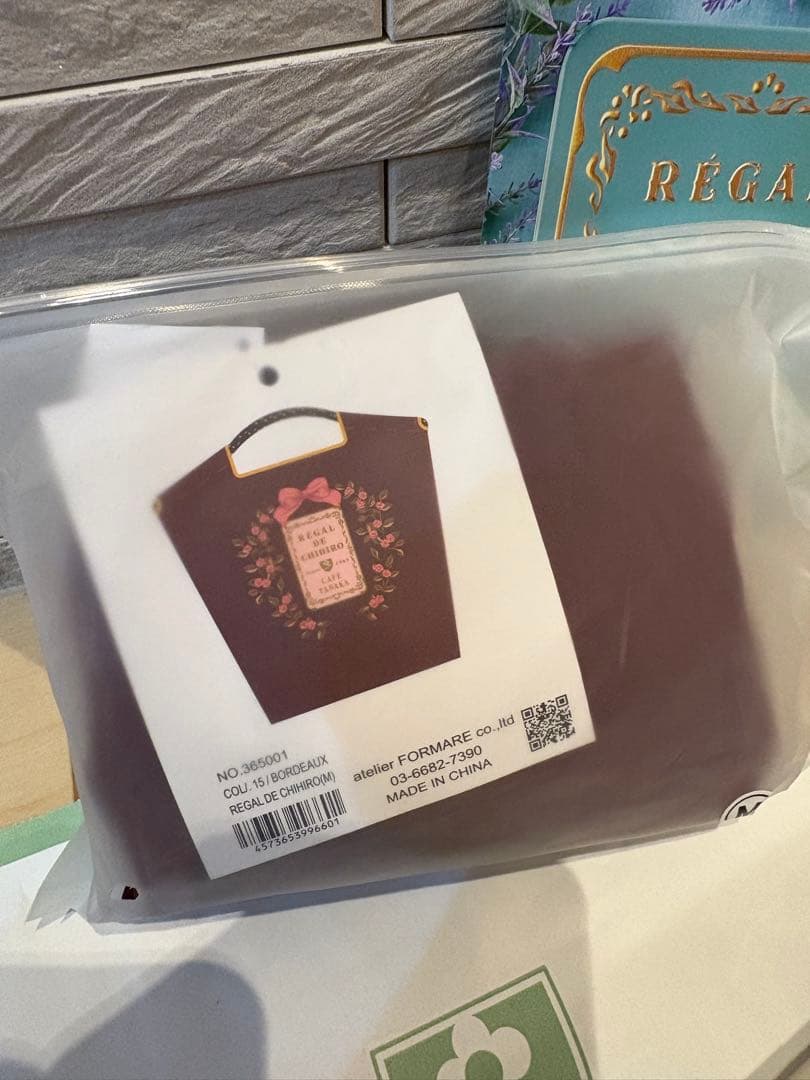 RÉGA
RÉGAL
DE
CHIHIRO
CAFÉ
TANAKA
NO.365001
COL/.15/BORDEAUX
REGAL DE CHIHIRO(M)
4573653996601
atelier FORMARE co.,ltd
03-6682-7390
MADE IN CHINA
M